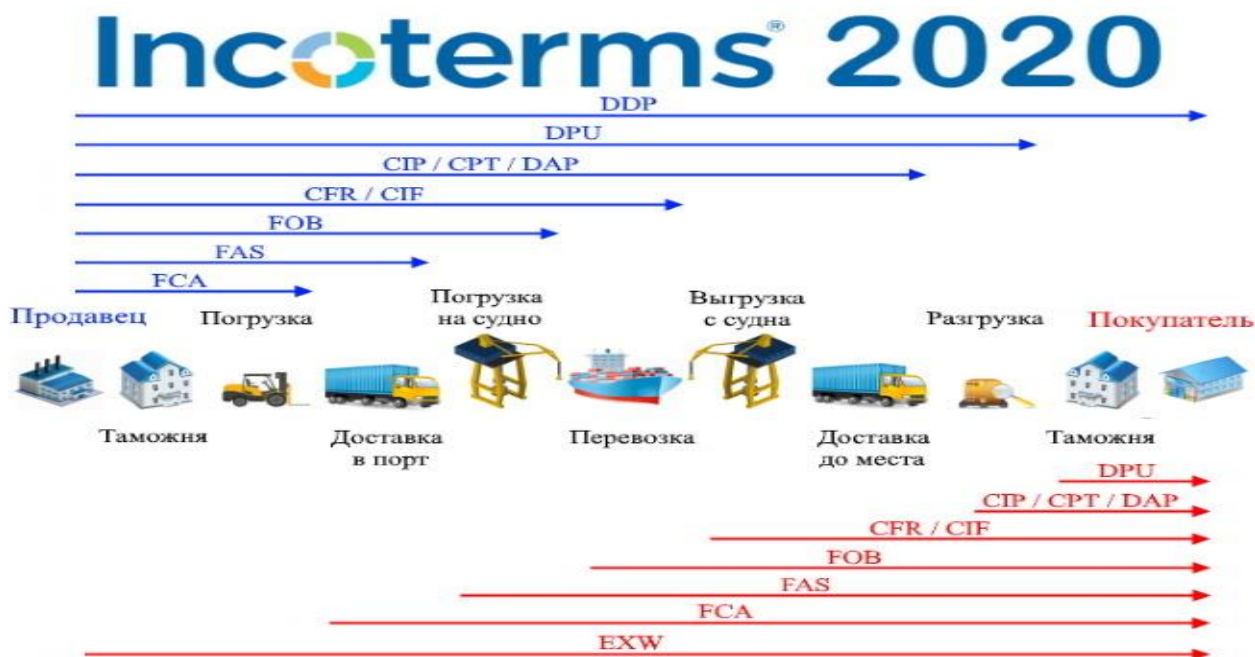 Incoterms® 2020
DDP
DPU
CIP / CPT / DAP
CFR / CIF
FOB
FAS
FCA
Продавец
Погрузка
Погрузка
на судно
Выгрузка
с судна
Разгрузка
Покупатель
Таможня
Доставка
в порт
Перевозка
Доставка
до места
Таможня
DPU
CIP / CPT / DAP
CFR / CIF
FOB
FAS
FCA
EXW